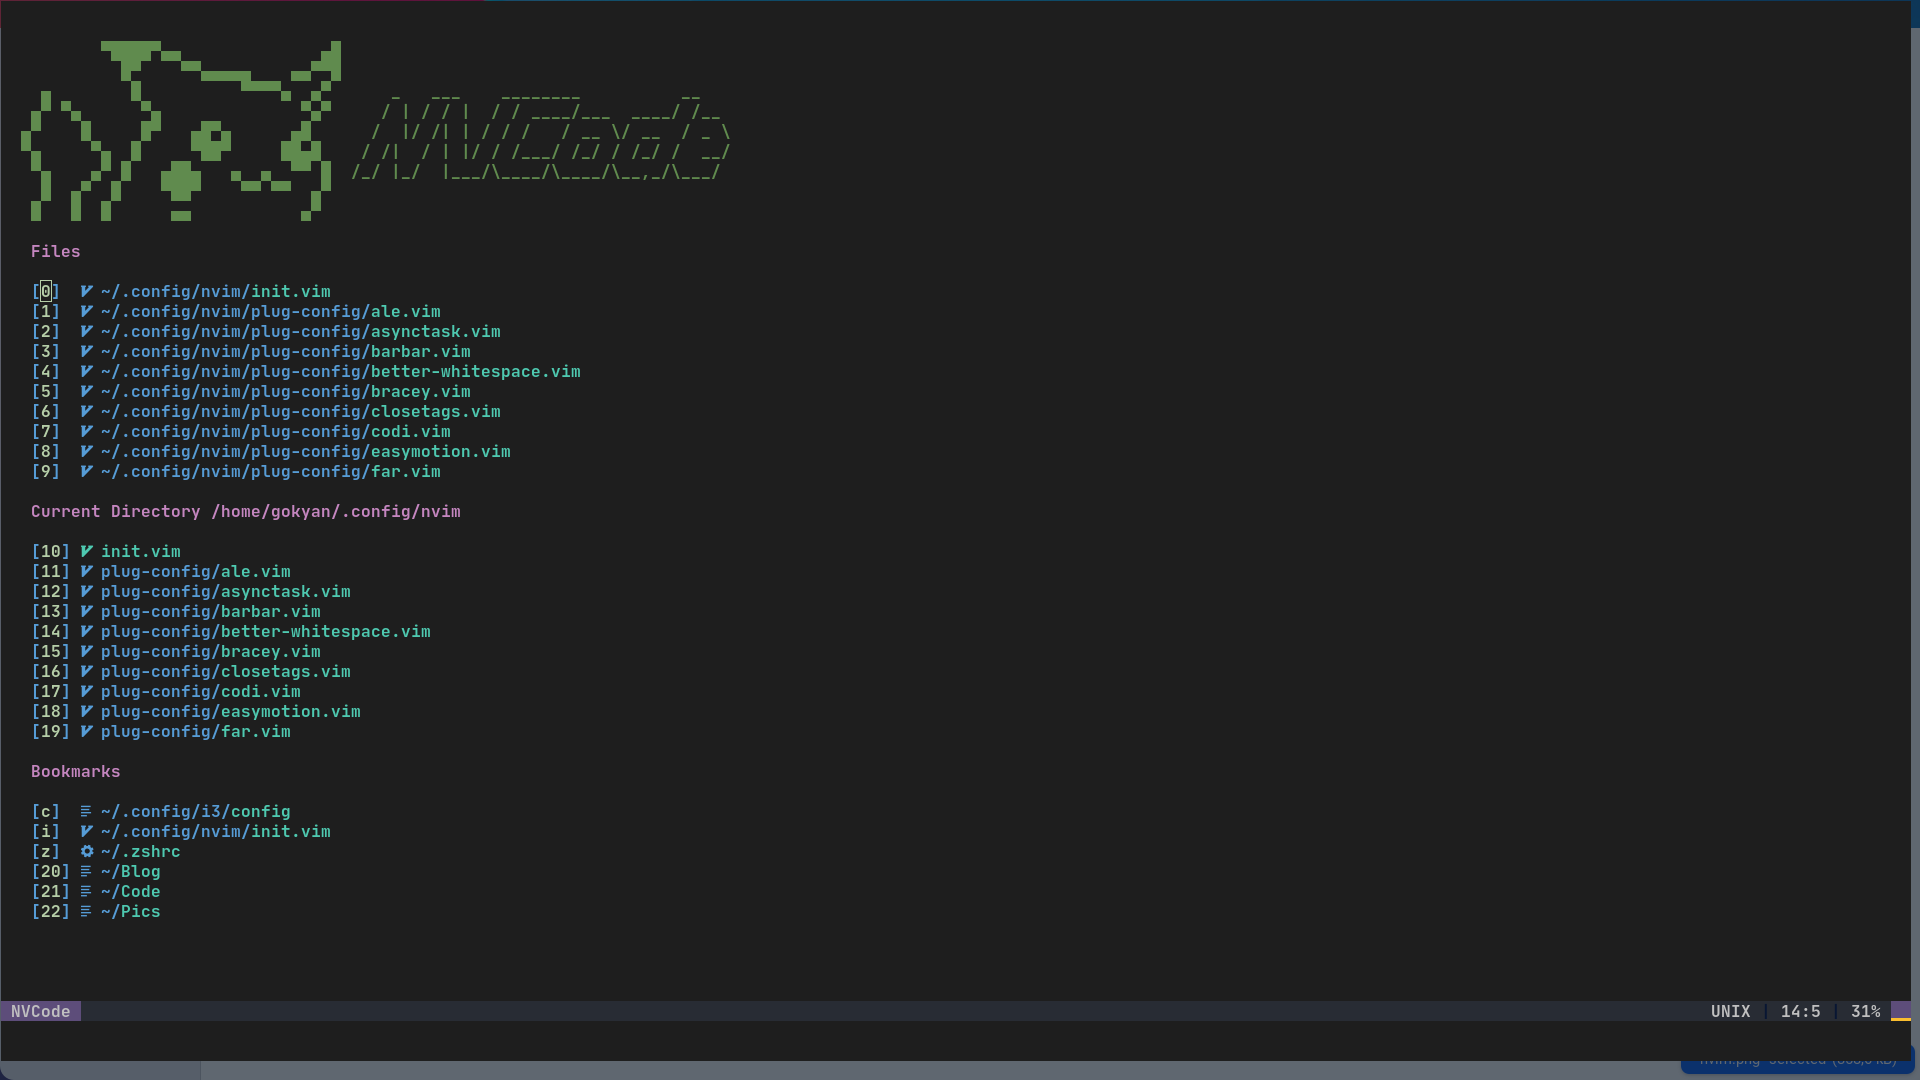 NVCode
Files
[0] ~/.config/nvim/init.vim
[1] ~/.config/nvim/plug-config/ale.vim
[2] ~/.config/nvim/plug-config/asynctask.vim
[3] ~/.config/nvim/plug-config/barbar.vim
[4] ~/.config/nvim/plug-config/better-whitespace.vim
[5] ~/.config/nvim/plug-config/bracey.vim
[6] ~/.config/nvim/plug-config/closetags.vim
[7] ~/.config/nvim/plug-config/codi.vim
[8] ~/.config/nvim/plug-config/easymotion.vim
[9] ~/.config/nvim/plug-config/far.vim
Current Directory /home/gokyan/.config/nvim
[10] init.vim
[11] plug-config/ale.vim
[12] plug-config/asynctask.vim
[13] plug-config/barbar.vim
[14] plug-config/better-whitespace.vim
[15] plug-config/bracey.vim
[16] plug-config/closetags.vim
[17] plug-config/codi.vim
[18] plug-config/easymotion.vim
[19] plug-config/far.vim
Bookmarks
[c] ~/.config/i3/config
[i] ~/.config/nvim/init.vim
[z] ~/.zshrc
[20] ~/Blog
[21] ~/Code
[22] ~/Pics
NVCode UNIX | 14:5 | 31%